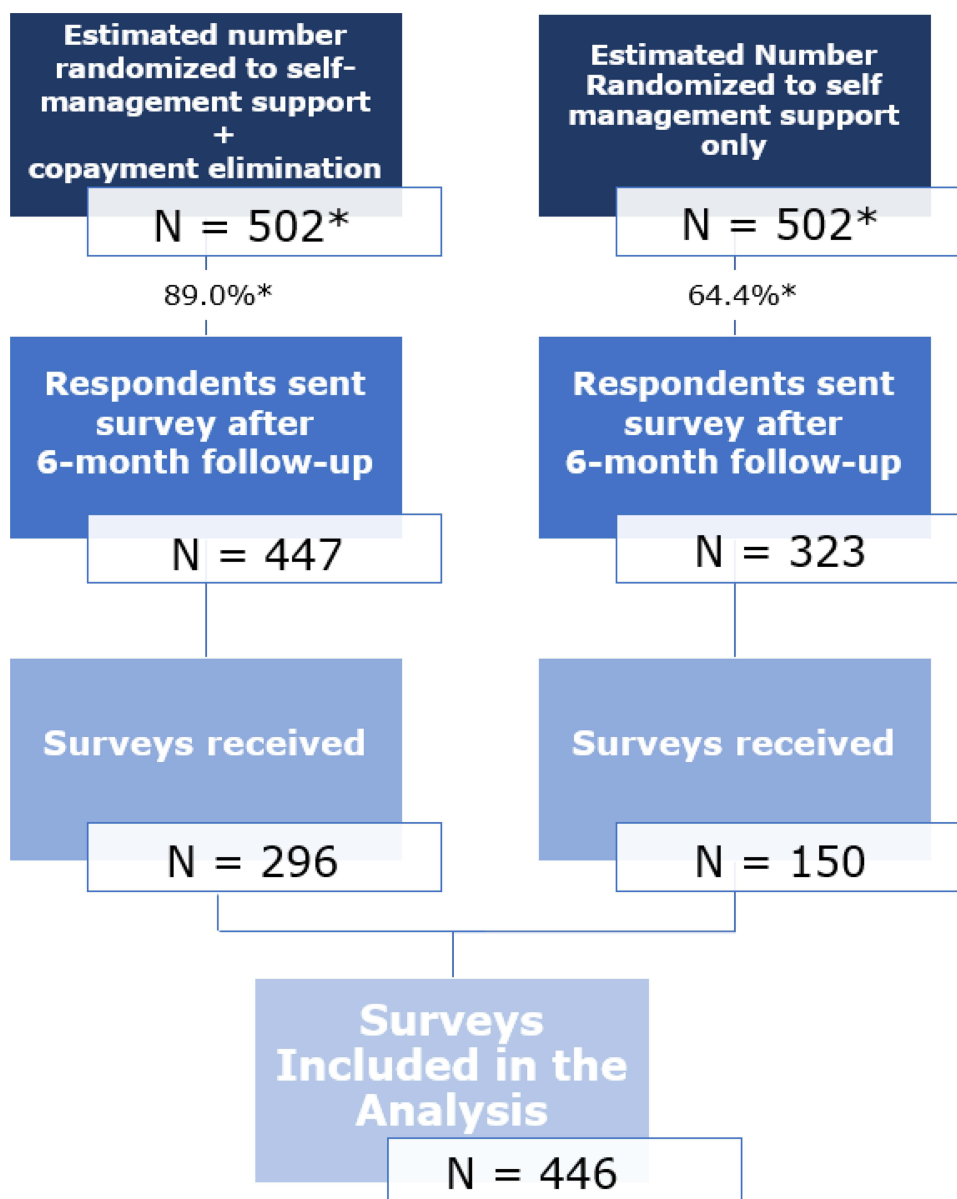 Estimated number
randomized to self-
management support
+
copayment elimination
N = 502*
89.0%*
Respondents sent
survey after
6-month follow-up
N = 447
Surveys received
N = 296
Estimated Number
Randomized to self
management support
only
N = 502*
64.4%*
Respondents sent
survey after
6-month follow-up
N = 323
Surveys received
N = 150
Surveys
Included in the
Analysis
N = 446